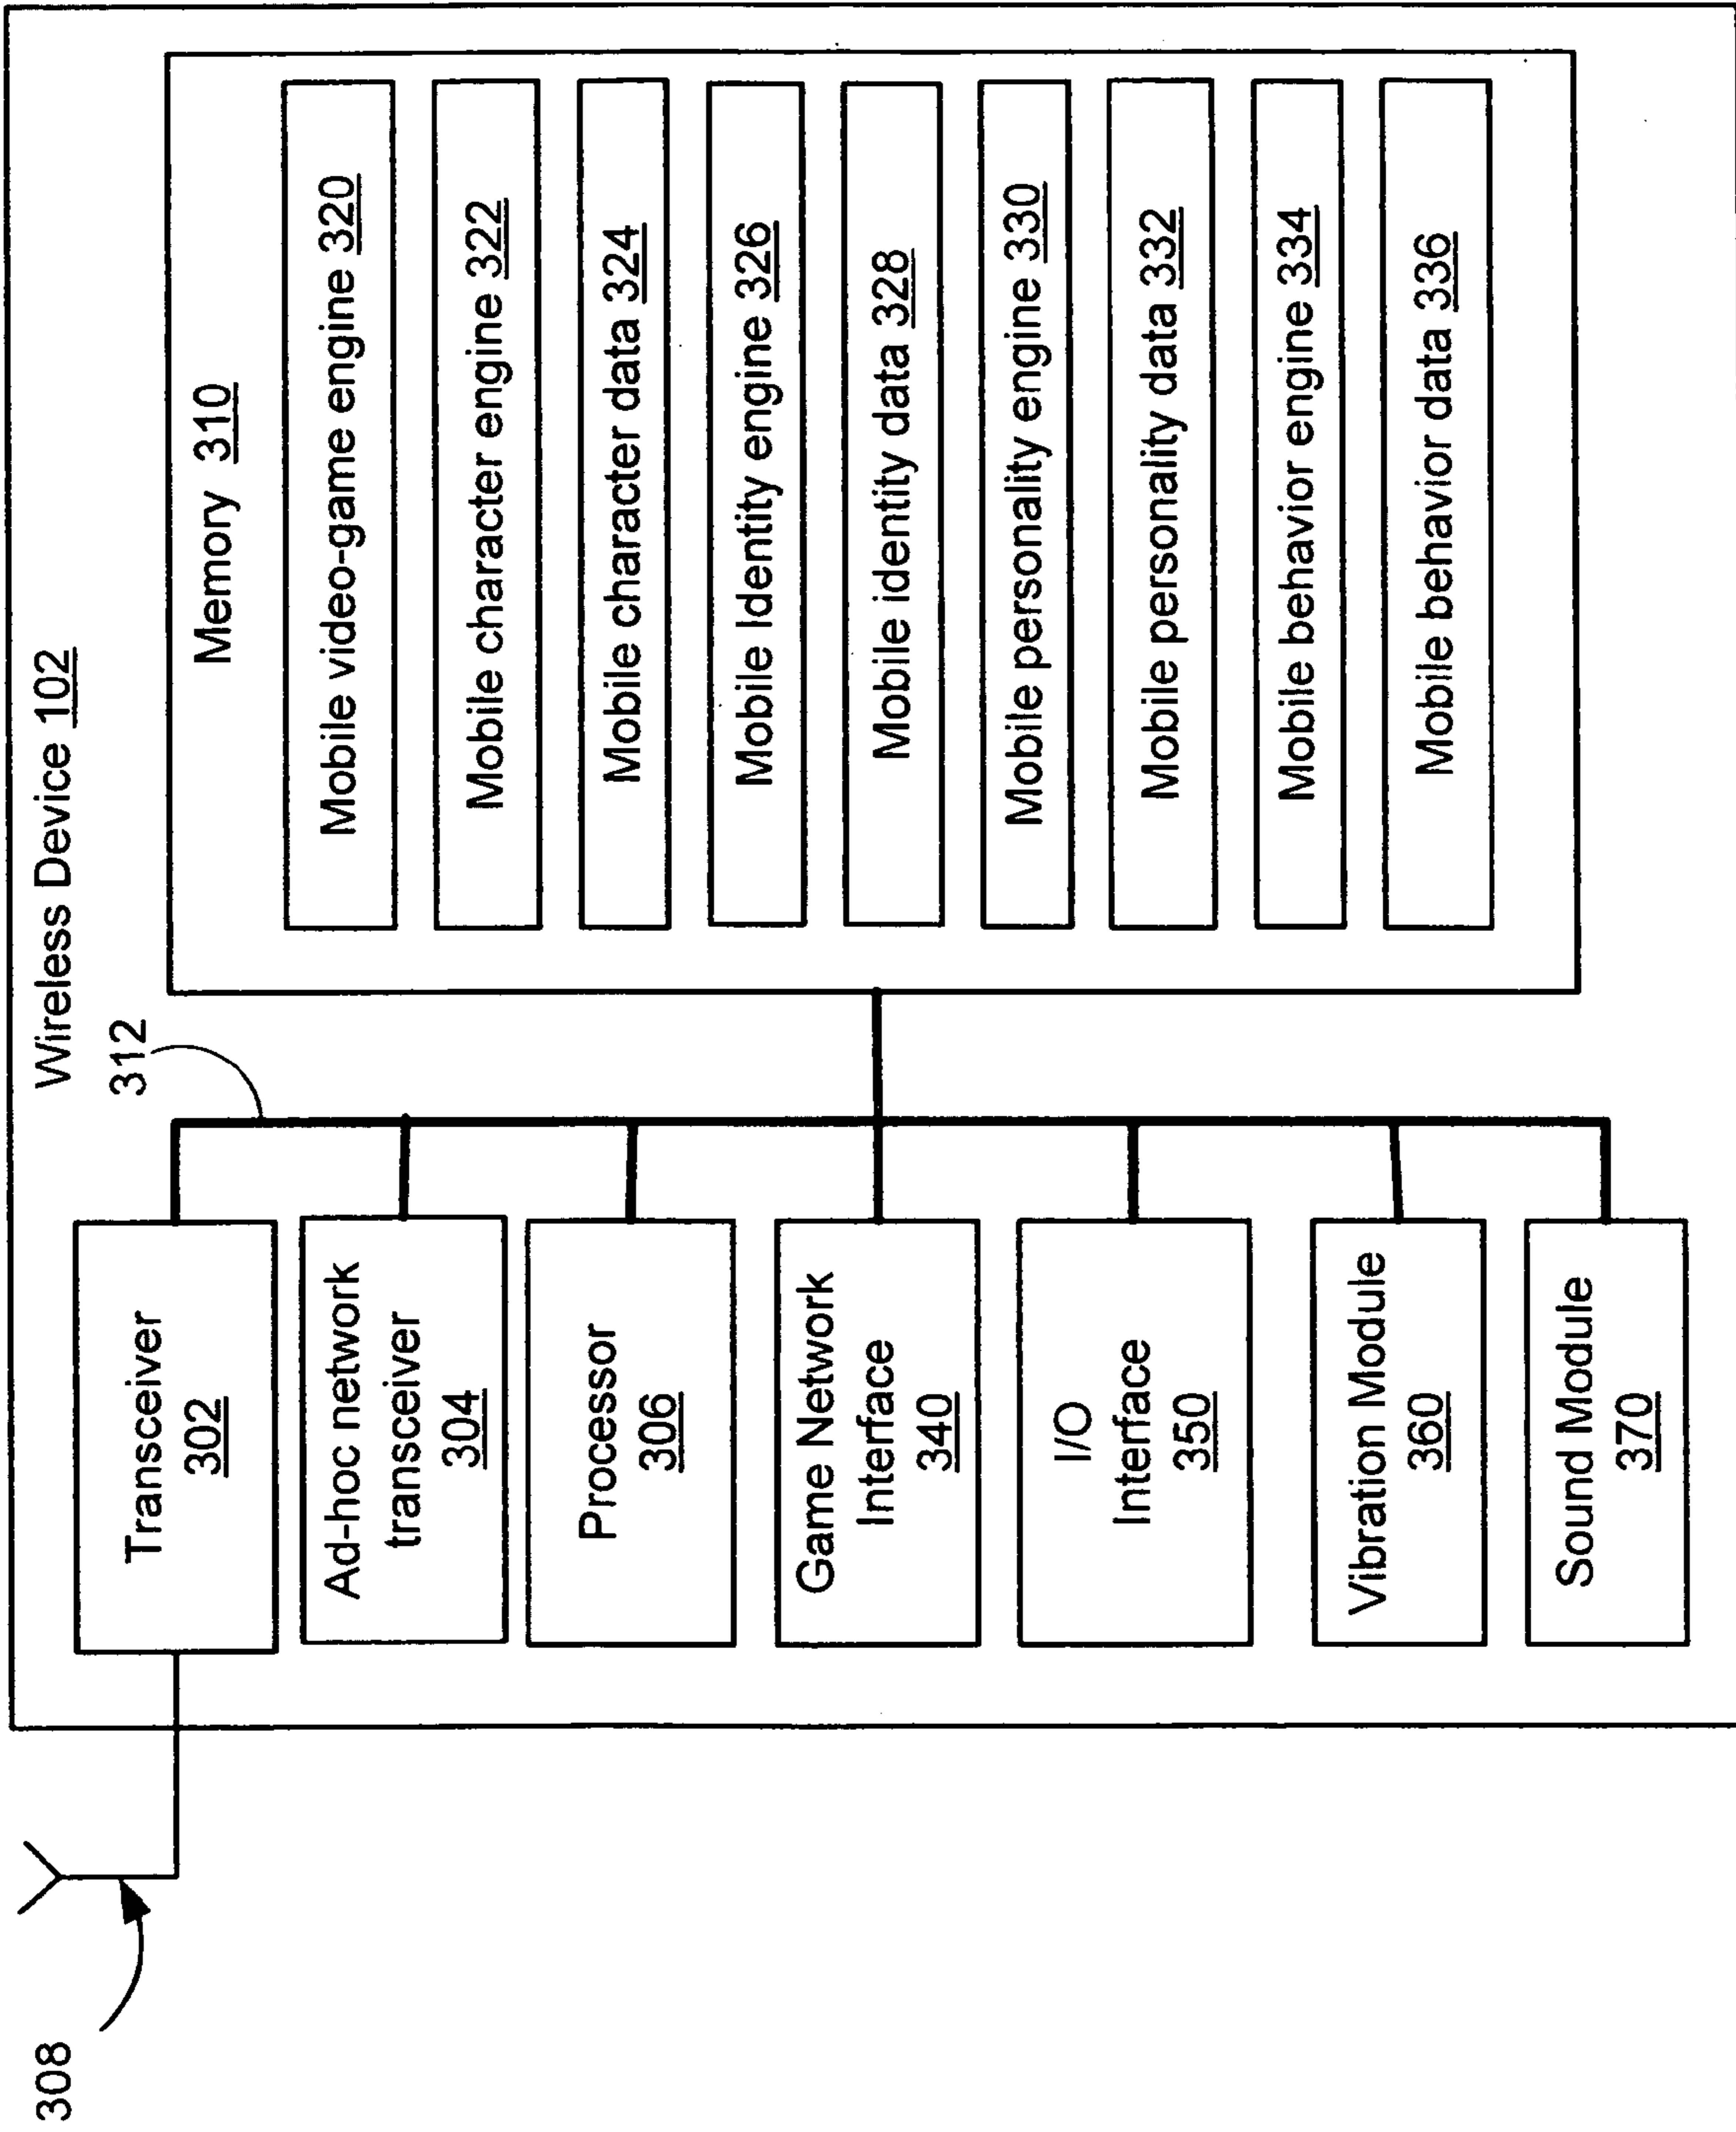 Wireless Device 102
308
312
Transceiver
302
Ad-hoc network
transceiver
304
Processor
306
Game Network
Interface
340
I/O
Interface
350
Vibration Module
360
Sound Module
370
Memory 310
Mobile video-game engine 320
Mobile character engine 322
Mobile character data 324
Mobile Identity engine 326
Mobile identity data 328
Mobile personality engine 330
Mobile personality data 332
Mobile behavior engine 334
Mobile behavior data 336